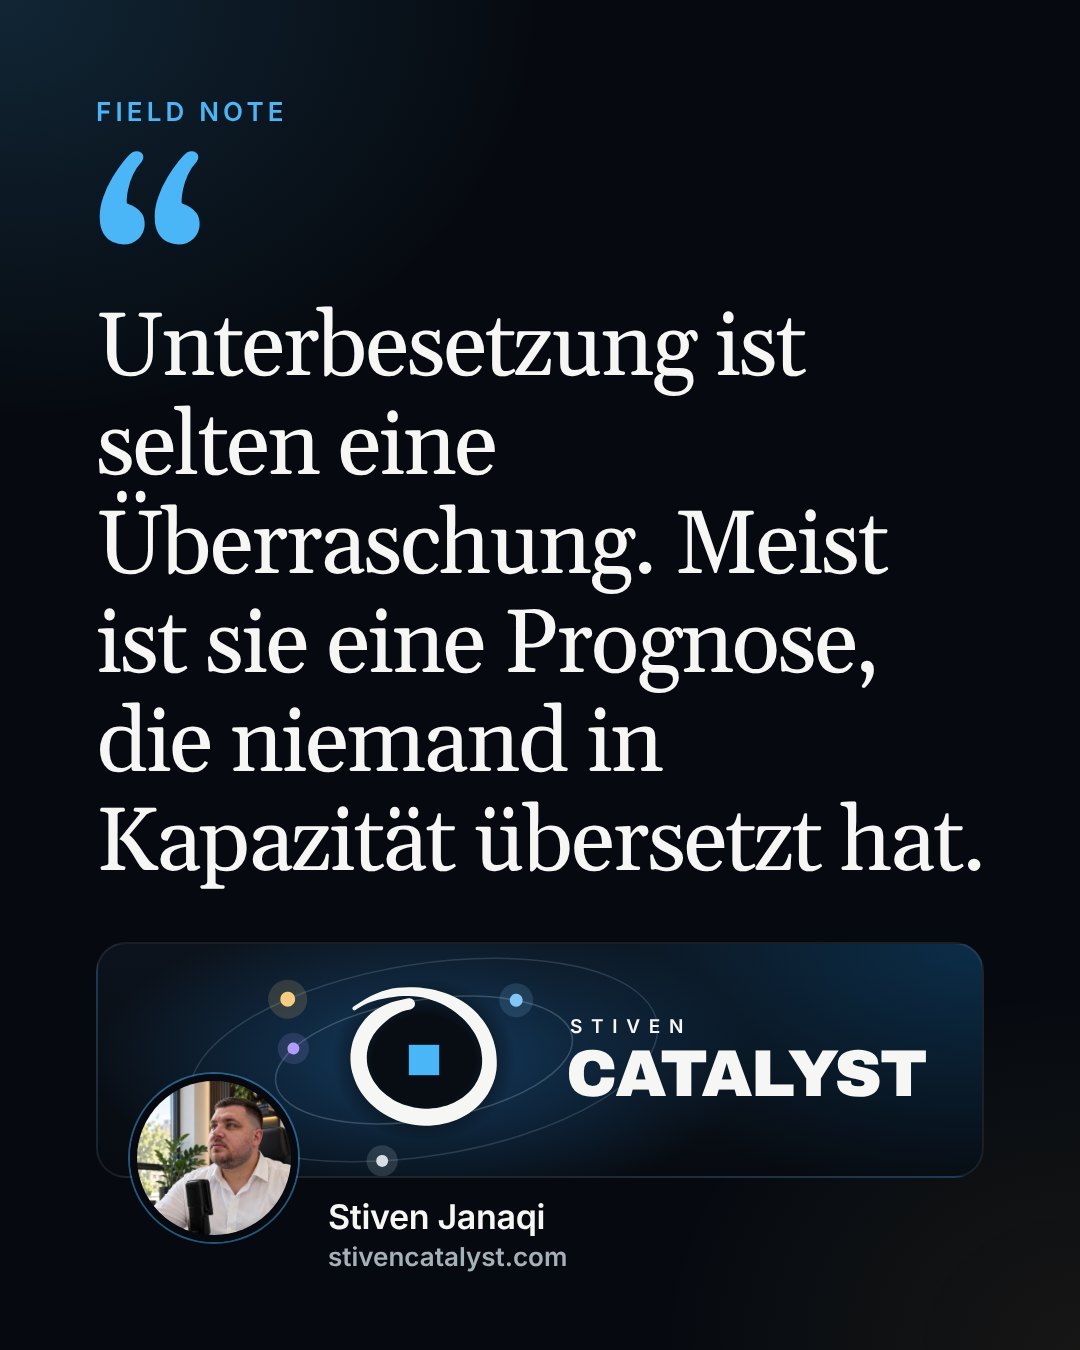 FIELD NOTE
“
Unterbesetzung ist
selten eine
Überraschung. Meist
ist sie eine Prognose,
die niemand in
Kapazität übersetzt hat.
STIVEN
CATALYST
Stiven Janaqi
stivencatalyst.com